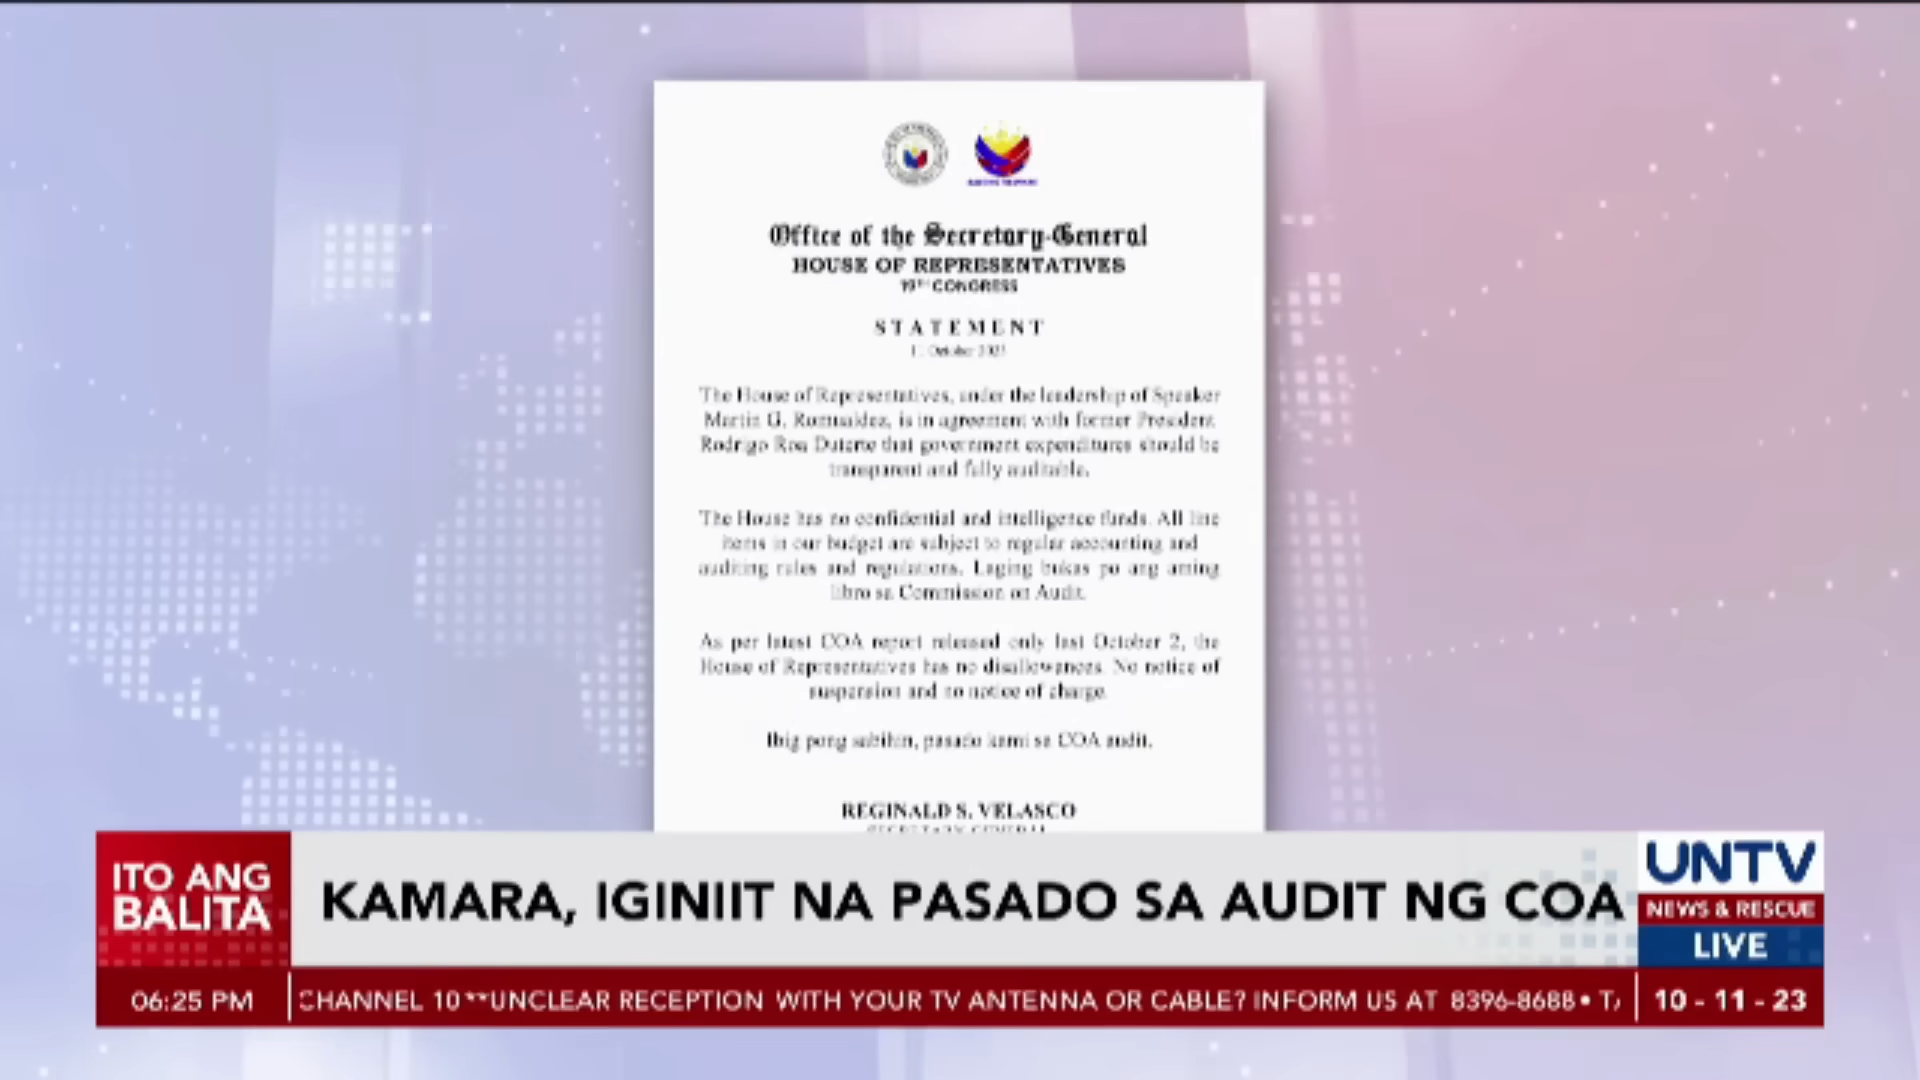 Office of the Secretary-General
HOUSE OF REPRESENTATIVES
19TH CONGRESS
STATEMENT
11 October 2023
The House of Representatives, under the leadership of Speaker
Martin G. Romualdez, is in agreement with former President
Rodrigo Roa Duterte that government expenditures should be
transparent and fully auditable.
The House has no confidential and intelligence funds. All line
items in our budget are subject to regular accounting and
auditing rules and regulations. Laging bukas po ang aming
libro sa Commission on Audit.
As per latest COA report released only last October 2, the
House of Representatives has no disallowances. No notice of
suspension and no notice of charge.
Ibig pong sabihin, pasado kami sa COA audit.
REGINALD S. VELASCO
SECRETARY GENERAL
ITO ANG
BALITA
KAMARA, IGINIIT NA PASADO SA AUDIT NG COA
UNTV
NEWS & RESCUE
LIVE
06:25 PM
CHANNEL 10 **UNCLEAR RECEPTION WITH YOUR TV ANTENNA OR CABLE? INFORM US AT 8396-8688 • TA
10 - 11 - 23